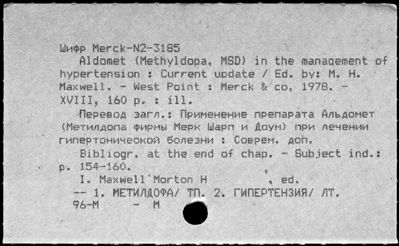 Шифр Merck-N2-3185
Aldomet (Methyldopa, MSD) in the management of
hypertension : Current update / Ed. by: M. H.
Maxwell. - West Point : Merck & co, 1978. -
XVIII, 160 p. : ill.
Перевод загл.: Применение препарата Альдомет
(Метилдопа фирмы Мерк Шарп и Доум) при лечении
гипертонической болезни : Соврем. доп.
Bibliogr. at the end of chap. - Subject ind.:
p. 154-160.
I. Maxwell Morton H , ed.
-- 1. МЕТИЛДОФА/ ТП. 2. ГИПЕРТЕНЗИЯ/ ЛТ.
96-М - М